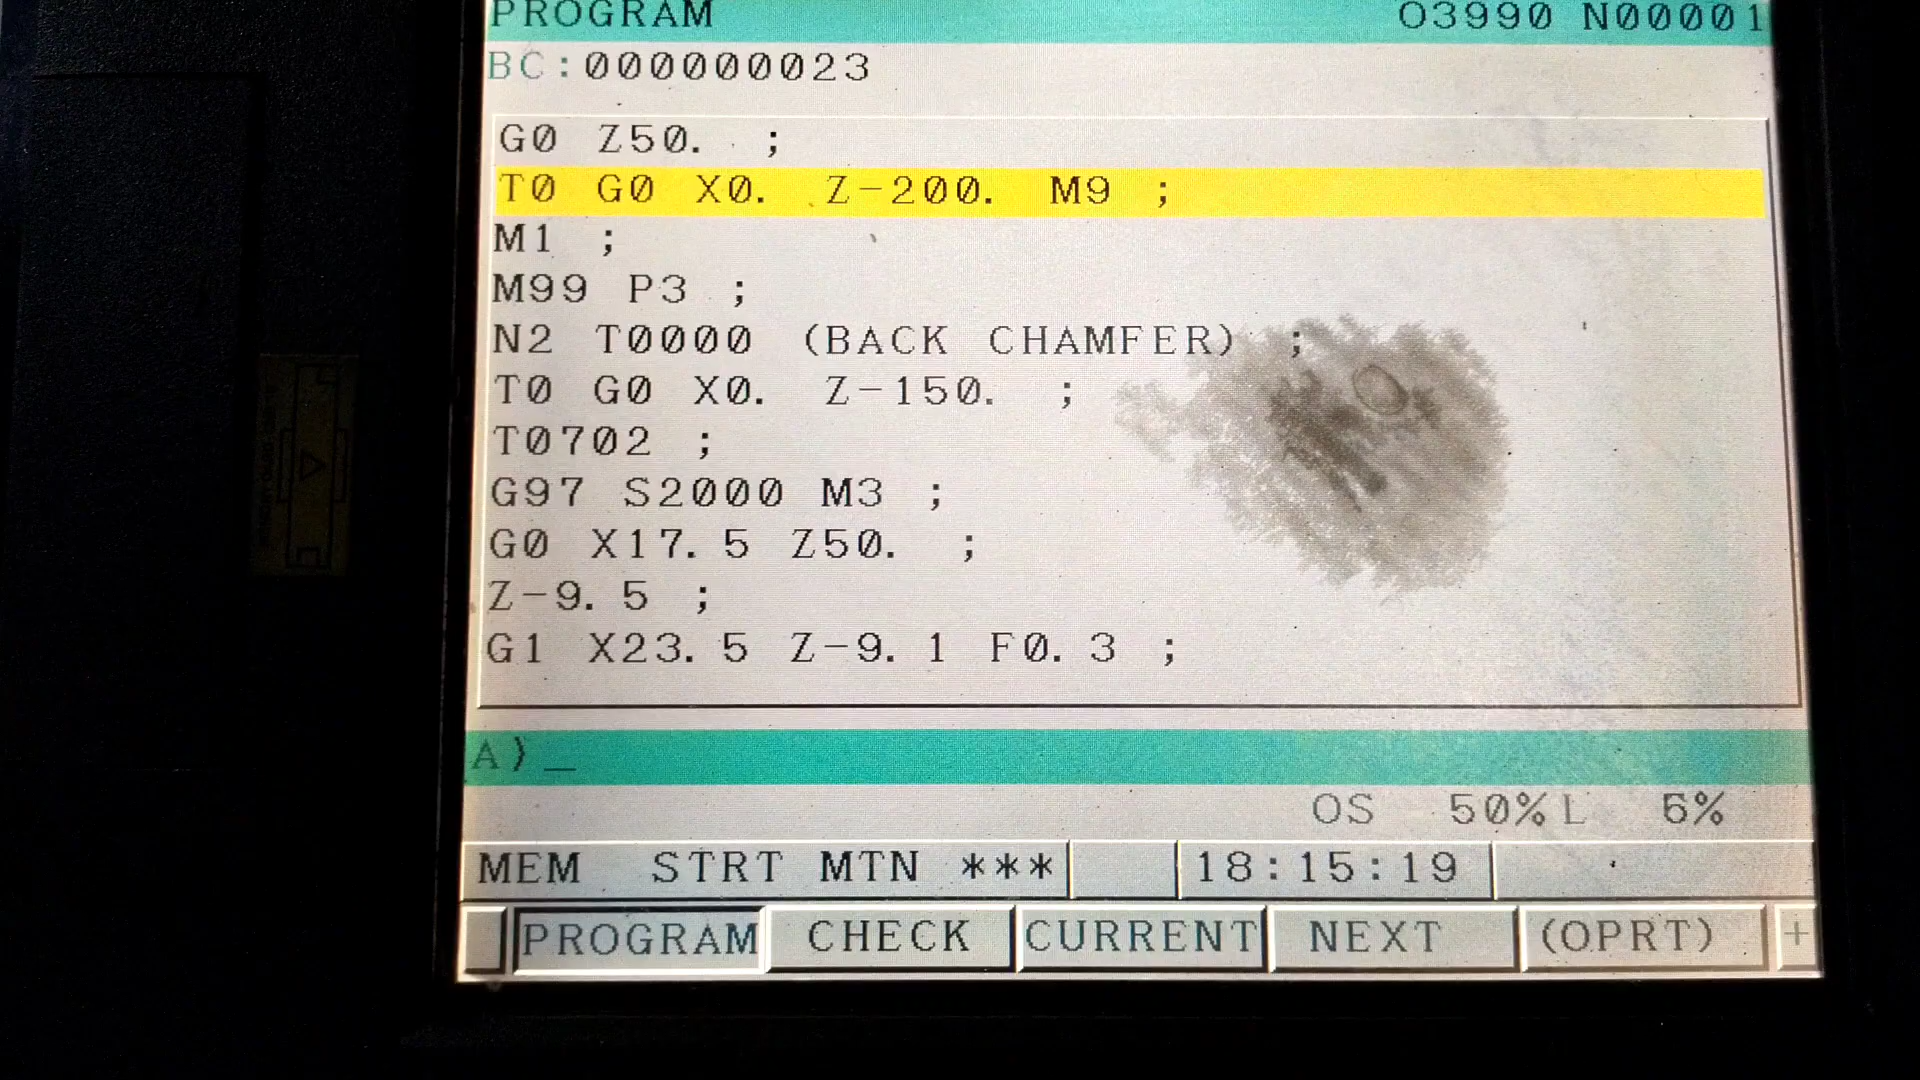 PROGRAM O3990 N00001
BC:000000023
G0 Z50. ;
T0 G0 X0. Z-200. M9 ;
M1 ;
M99 P3 ;
N2 T0000 (BACK CHAMFER) ;
T0 G0 X0. Z-150. ;
T0702 ;
G97 S2000 M3 ;
G0 X17.5 Z50. ;
Z-9.5 ;
G1 X23.5 Z-9.1 F0.3 ;
A)_
OS 50% L 6%
MEM STRT MTN *** 18:15:19
PROGRAM CHECK CURRENT NEXT (OPRT) +